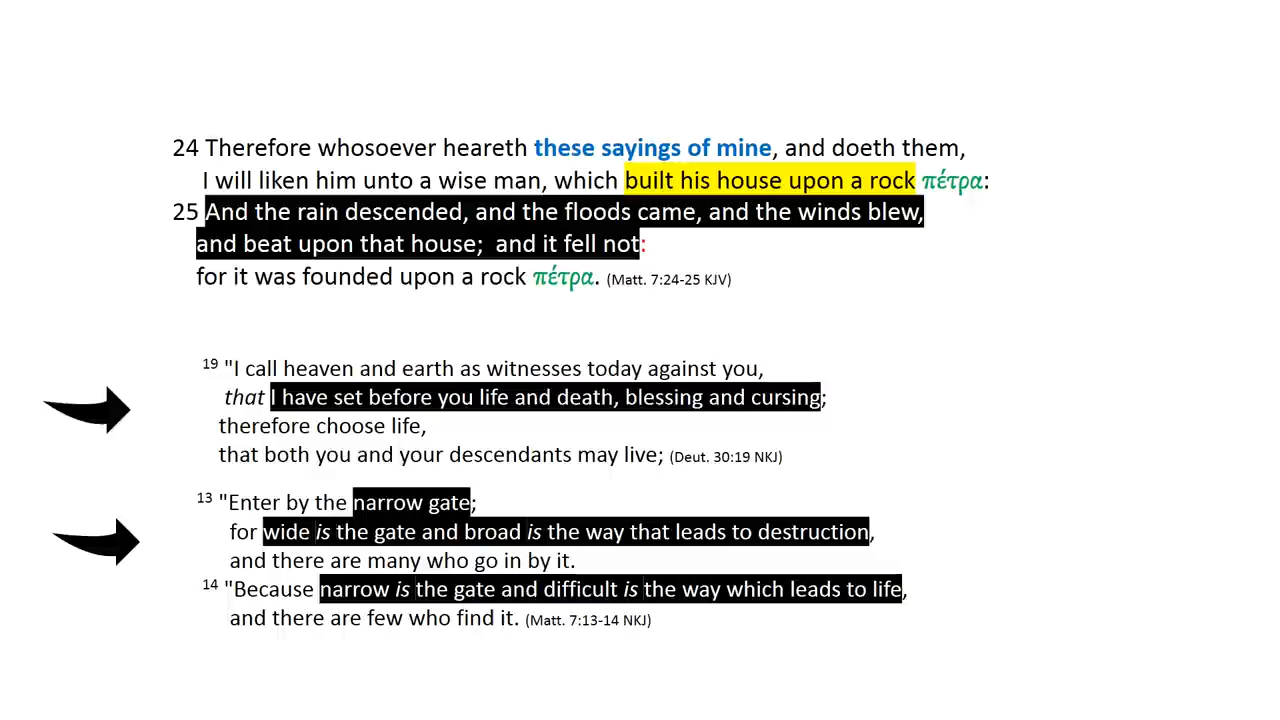 24 Therefore whosoever heareth these sayings of mine, and doeth them,
I will liken him unto a wise man, which built his house upon a rock πέτρα:
25 And the rain descended, and the floods came, and the winds blew,
and beat upon that house; and it fell not:
for it was founded upon a rock πέτρα. (Matt. 7:24-25 KJV)
19 "I call heaven and earth as witnesses today against you,
that I have set before you life and death, blessing and cursing;
therefore choose life,
that both you and your descendants may live; (Deut. 30:19 NKJ)
13 "Enter by the narrow gate;
for wide is the gate and broad is the way that leads to destruction,
and there are many who go in by it.
14 "Because narrow is the gate and difficult is the way which leads to life,
and there are few who find it. (Matt. 7:13-14 NKJ)